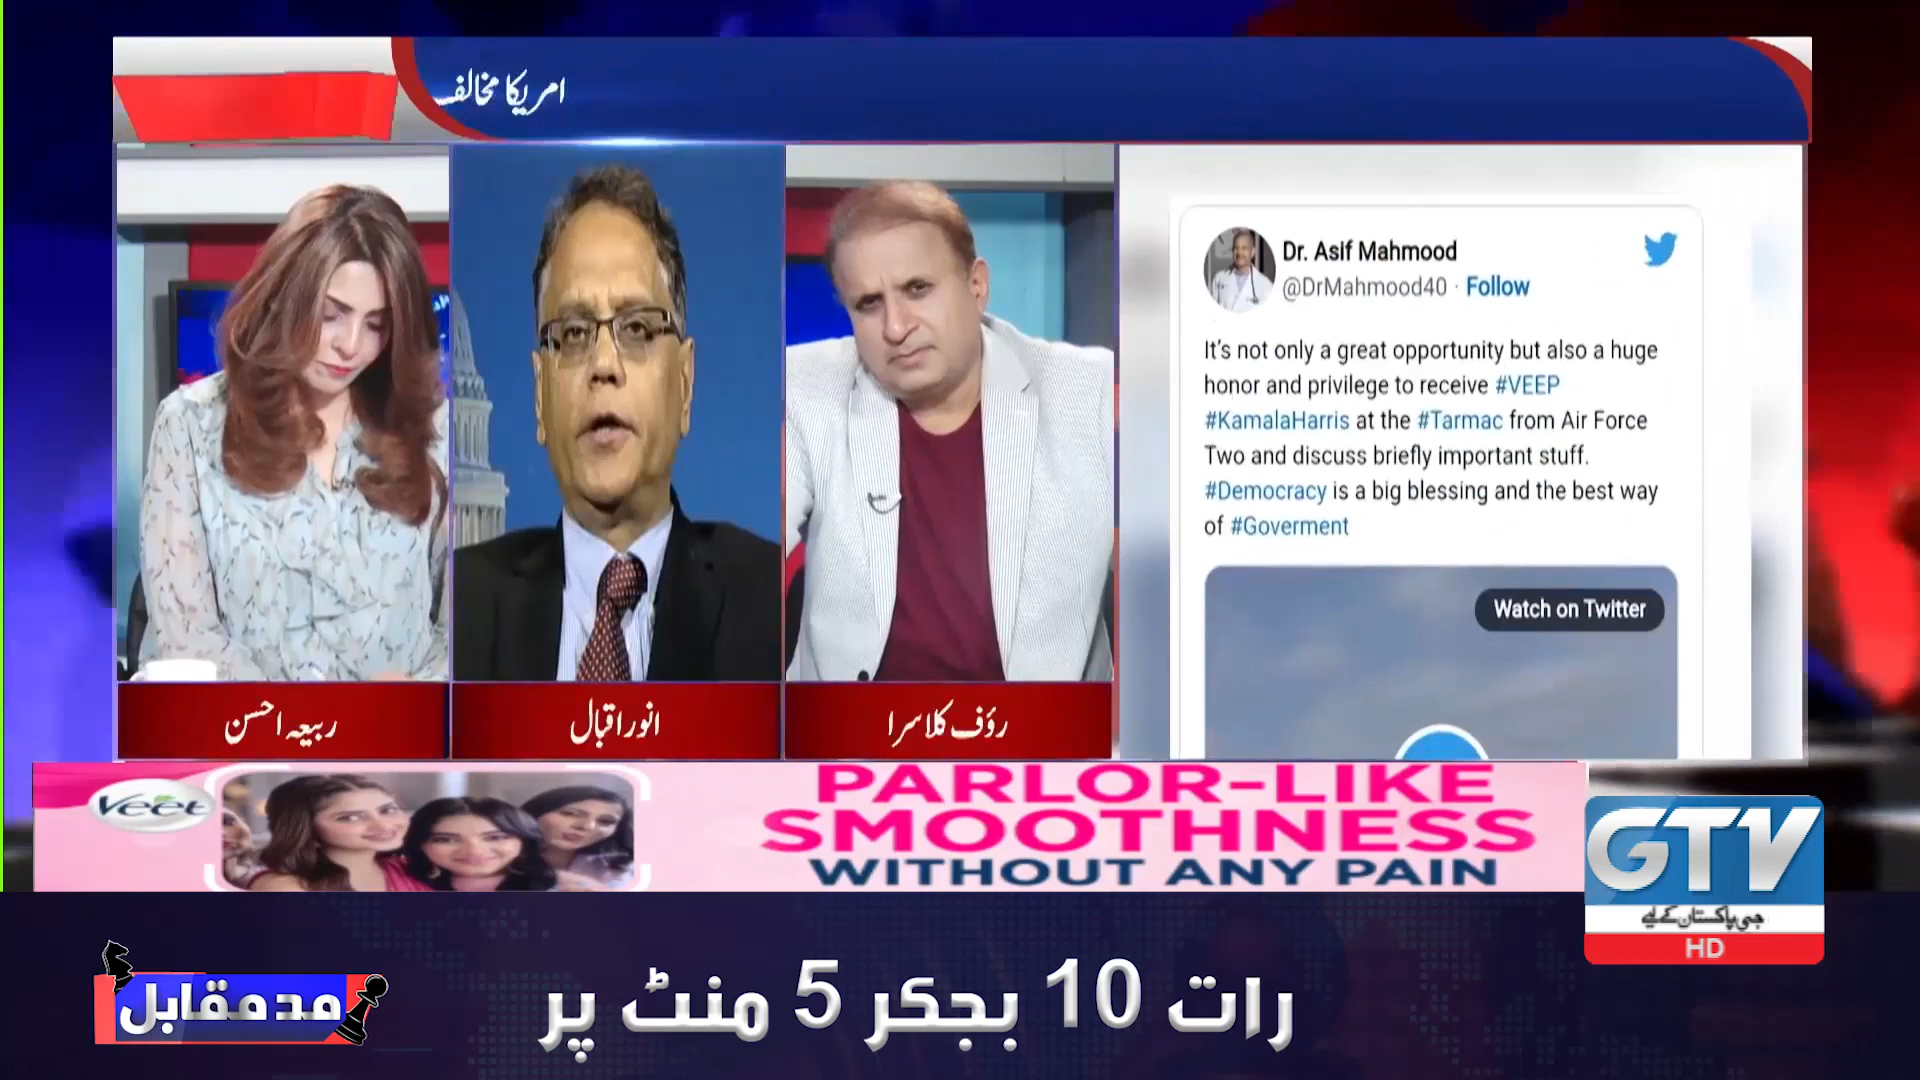 امریکا مخالف
Dr. Asif Mahmood
@DrMahmood40 · Follow
It's not only a great opportunity but also a huge
honor and privilege to receive #VEEP
#KamalaHarris at the #Tarmac from Air Force
Two and discuss briefly important stuff.
#Democracy is a big blessing and the best way
of #Goverment
Watch on Twitter
ربیعہ احسن
انور اقبال
رؤف کلاسرا
Veet
PARLOR-LIKE
SMOOTHNESS
WITHOUT ANY PAIN
GTV
جی پاکستان کے لیے
HD
مدمقابل
رات 10 بجکر 5 منٹ پر